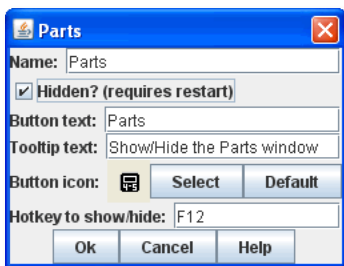 Parts
Name: Parts
Hidden? (requires restart)
Button text: Parts
Tooltip text: Show/Hide the Parts window
Button icon: Select Default
Hotkey to show/hide: F12
Ok Cancel Help